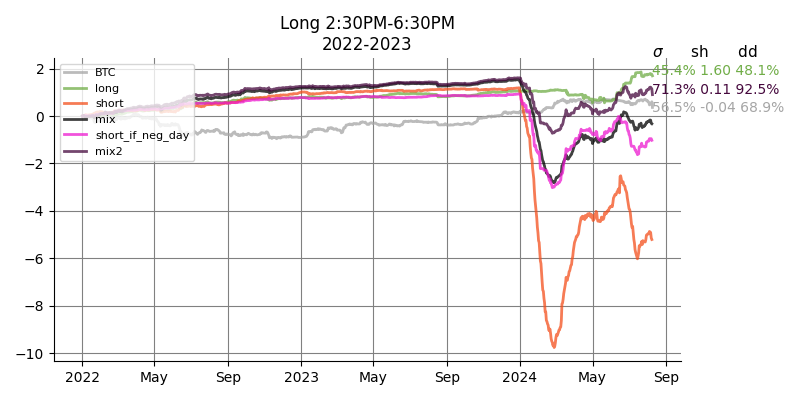 Long 2:30PM-6:30PM
2022-2023
σ sh dd
45.4% 1.60 48.1%
71.3% 0.11 92.5%
56.5% -0.04 68.9%
BTC
long
short
mix
short_if_neg_day
mix2
2
0
−2
−4
−6
−8
−10
2022 May Sep 2023 May Sep 2024 May Sep